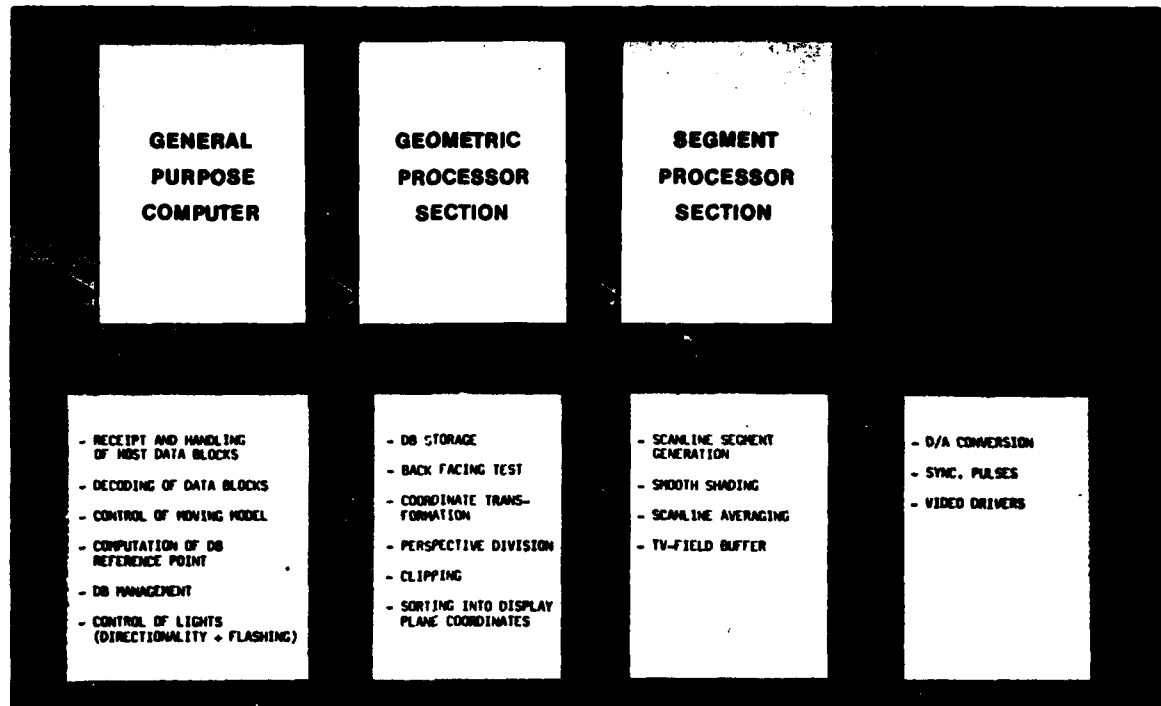 GENERAL
PURPOSE
COMPUTER
GEOMETRIC
PROCESSOR
SECTION
SEGMENT
PROCESSOR
SECTION
- RECEIPT AND HANDLING
OF HOST DATA BLOCKS
- DECODING OF DATA BLOCKS
- CONTROL OF MOVING MODEL
- COMPUTATION OF DB
REFERENCE POINT
- DB MANAGEMENT
- CONTROL OF LIGHTS
(DIRECTIONALITY + FLASHING)
- DB STORAGE
- BACK FACING TEST
- COORDINATE TRANS-
FORMATION
- PERSPECTIVE DIVISION
- CLIPPING
- SORTING INTO DISPLAY
PLANE COORDINATES
- SCANLINE SEGMENT
GENERATION
- SMOOTH SHADING
- SCANLINE AVERAGING
- TV-FIELD BUFFER
- D/A CONVERSION
- SYNC. PULSES
- VIDEO DRIVERS